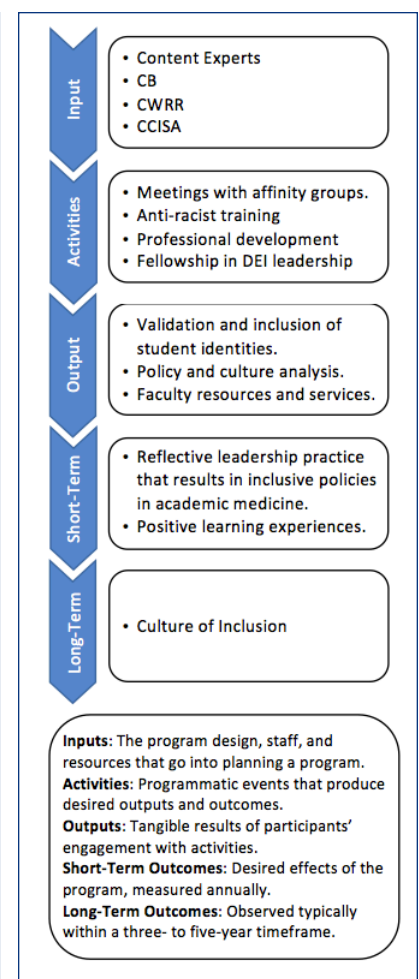 Input
• Content Experts
• CB
• CWRR
• CCISA
Activities
• Meetings with affinity groups.
• Anti-racist training
• Professional development
• Fellowship in DEI leadership
Output
• Validation and inclusion of
student identities.
• Policy and culture analysis.
• Faculty resources and services.
Short-Term
• Reflective leadership practice
that results in inclusive policies
in academic medicine.
• Positive learning experiences.
Long-Term
• Culture of Inclusion
Inputs: The program design, staff, and
resources that go into planning a program.
Activities: Programmatic events that produce
desired outputs and outcomes.
Outputs: Tangible results of participants'
engagement with activities.
Short-Term Outcomes: Desired effects of the
program, measured annually.
Long-Term Outcomes: Observed typically
within a three- to five-year timeframe.